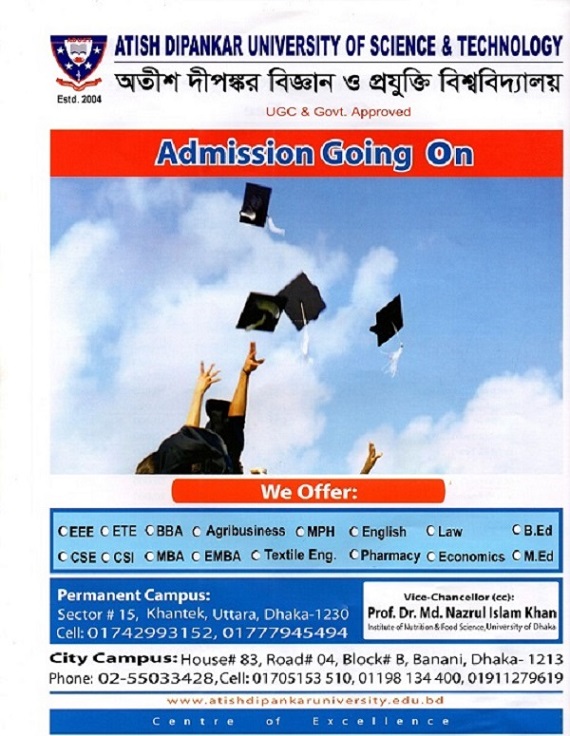 ATISH DIPANKAR UNIVERSITY OF SCIENCE & TECHNOLOGY
অতীশ দীপঙ্কর বিজ্ঞান ও প্রযুক্তি বিশ্ববিদ্যালয়
Estd. 2004
UGC & Govt. Approved
Admission Going On
We Offer:
EEE ETE BBA Agribusiness MPH English Law B.Ed
CSE CSI MBA EMBA Textile Eng. Pharmacy Economics M.Ed
Permanent Campus:
Sector # 15, Khantek, Uttara, Dhaka-1230
Cell: 01742993152, 01777945494
Vice-Chancellor (cc):
Prof. Dr. Md. Nazrul Islam Khan
Institute of Nutrition & Food Science, University of Dhaka
City Campus: House# 83, Road# 04, Block# B, Banani, Dhaka- 1213
Phone: 02-55033428, Cell: 01705153 510, 01198 134 400, 01911279619
www.atishdipankaruniversity.edu.bd
Centre of Excellence